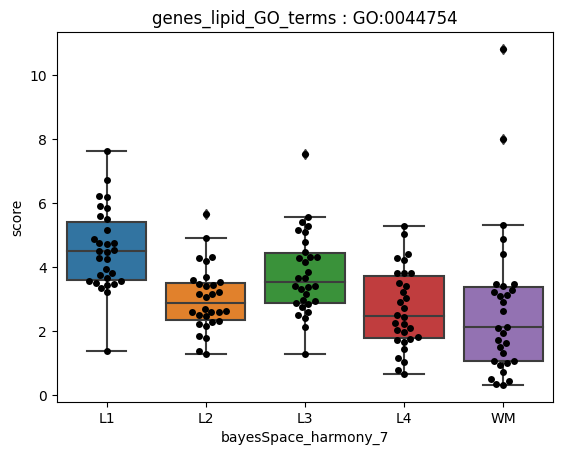 genes_lipid_GO_terms : GO:0044754
score
10
8
6
4
2
0
L1 L2 L3 L4 WM
bayesSpace_harmony_7